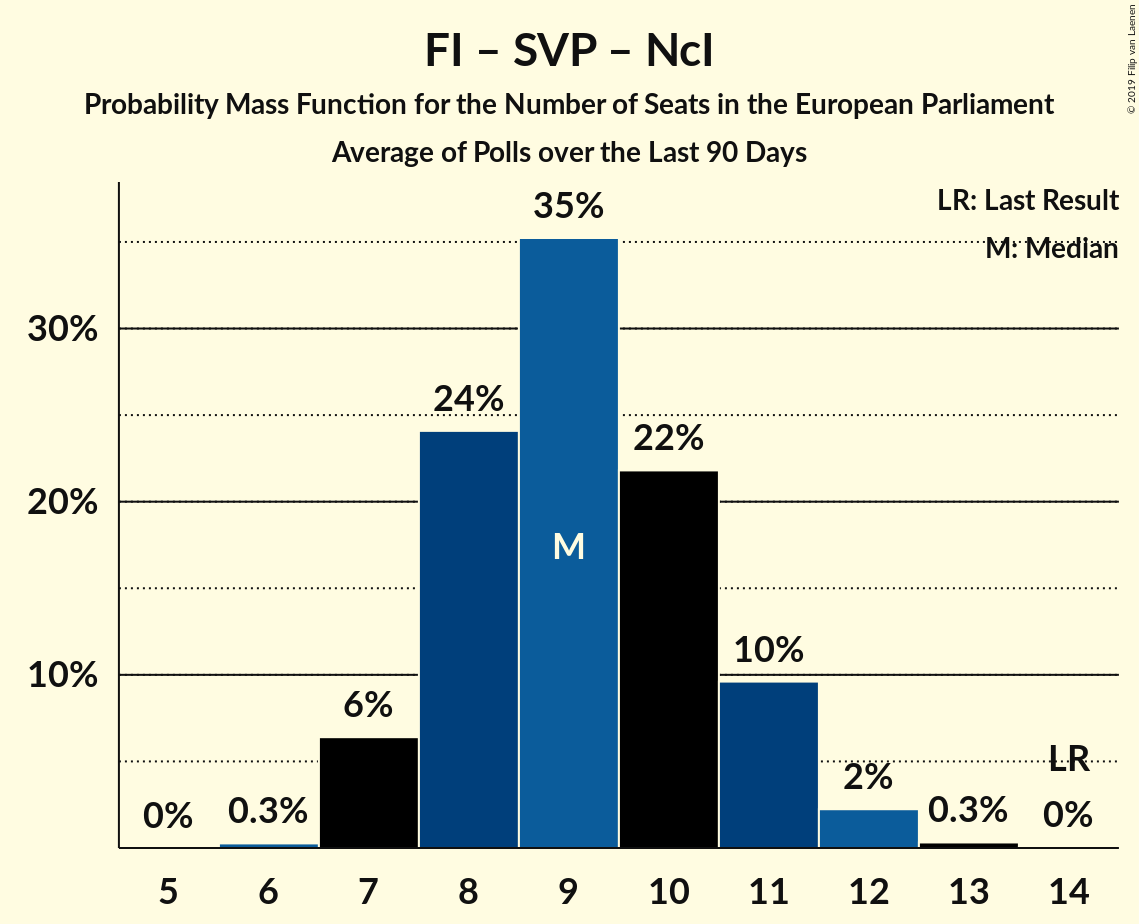 FI – SVP – NcI
Probability Mass Function for the Number of Seats in the European Parliament
Average of Polls over the Last 90 Days
© 2019 Filip van Laenen
LR: Last Result
M: Median
35%
30%
24%
22%
20%
M
10%
10%
6%
LR
2%
0%
0.3%
0.3%
0%
5 6 7 8 9 10 11 12 13 14